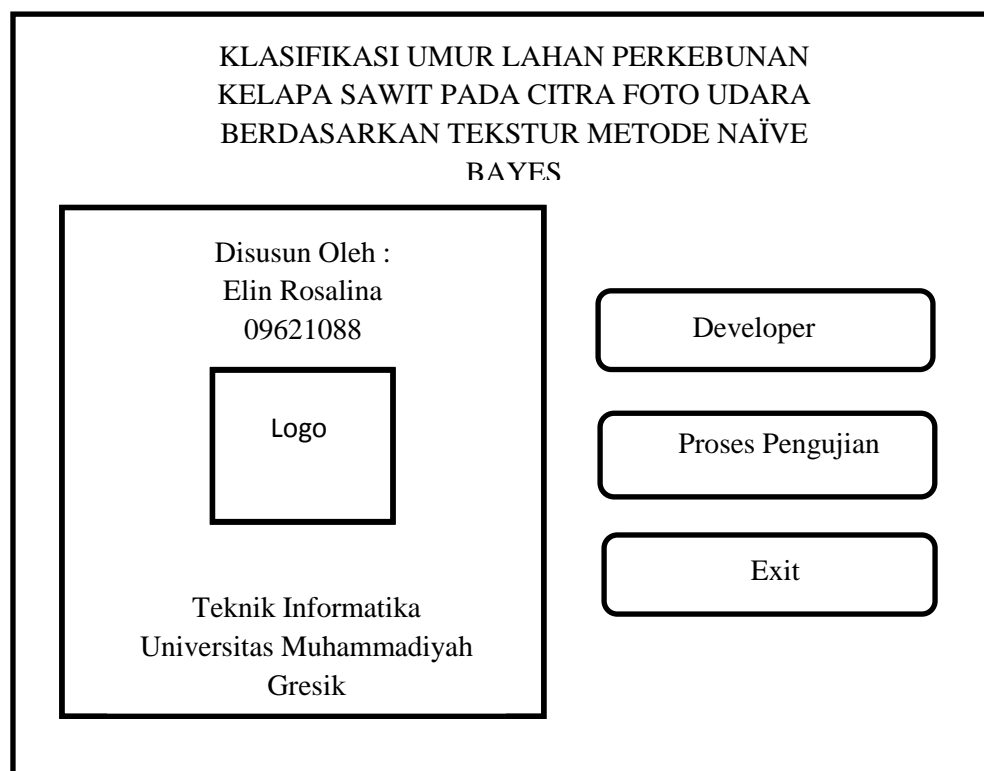 KLASIFIKASI UMUR LAHAN PERKEBUNAN
KELAPA SAWIT PADA CITRA FOTO UDARA
BERDASARKAN TEKSTUR METODE NAÏVE
BAYES
Disusun Oleh :
Elin Rosalina
09621088
Logo
Teknik Informatika
Universitas Muhammadiyah
Gresik
Developer
Proses Pengujian
Exit